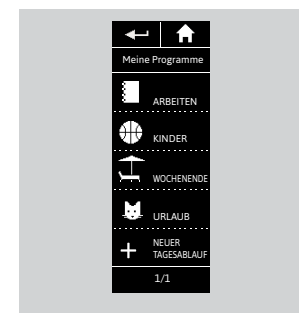 Meine Programme
ARBEITEN
KINDER
WOCHENENDE
URLAUB
NEUER
TAGESABLAUF
1/1